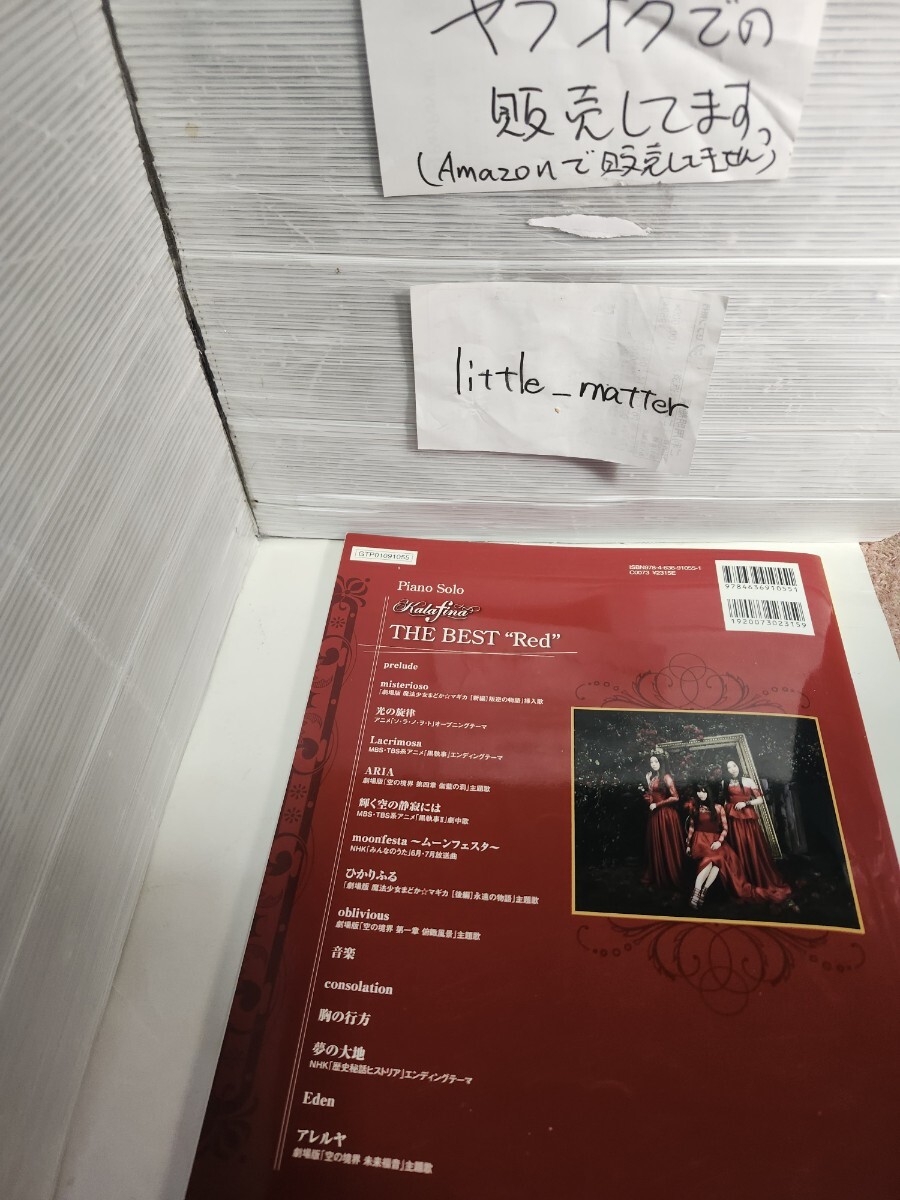 ヤフオクでの
販売してます。
(Amazonで販売してません)
little_matter
GTP01091055
ISBN978-4-636-91055-1
C0073 ¥2315E
9784636910551
1920073023159
Piano Solo
Kalafina
THE BEST “Red”
prelude
misterioso
「劇場版 魔法少女まどか☆マギカ [新編]叛逆の物語」挿入歌
光の旋律
アニメ「ソ・ラ・ノ・ヲ・ト」オープニングテーマ
Lacrimosa
MBS・TBS系アニメ「黒執事」エンディングテーマ
ARIA
劇場版「空の境界 第四章 伽藍の洞」主題歌
輝く空の静寂には
MBS・TBS系アニメ「黒執事Ⅱ」劇中歌
moonfesta ～ムーンフェスタ～
NHK「みんなのうた」6月・7月放送曲
ひかりふる
「劇場版 魔法少女まどか☆マギカ [後編]永遠の物語」主題歌
oblivious
劇場版「空の境界 第一章 俯瞰風景」主題歌
音楽
consolation
胸の行方
夢の大地
NHK「歴史秘話ヒストリア」エンディングテーマ
Eden
アレルヤ
劇場版「空の境界 未来福音」主題歌